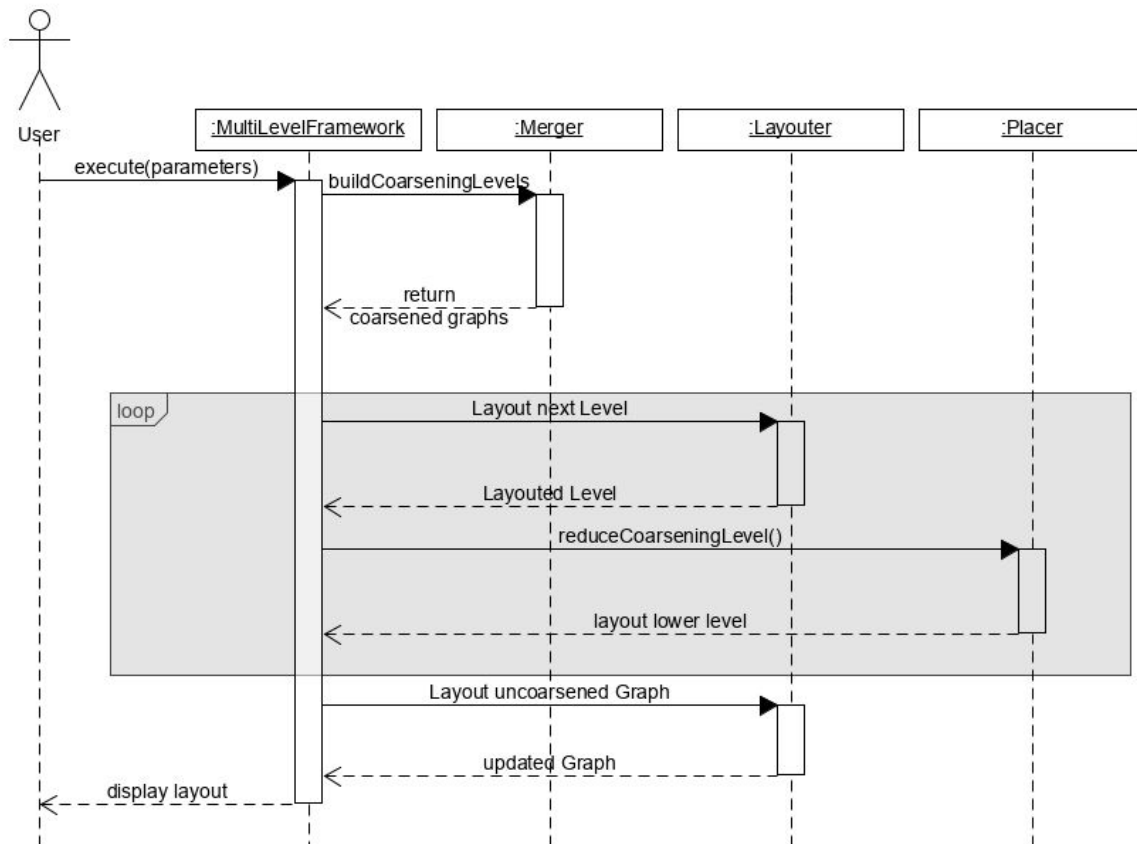 User
:MultiLevelFramework
:Merger
:Layouter
:Placer
execute(parameters)
buildCoarseningLevels
return
coarsened graphs
loop
Layout next Level
Layouted Level
reduceCoarseningLevel()
layout lower level
Layout uncoarsened Graph
updated Graph
display layout